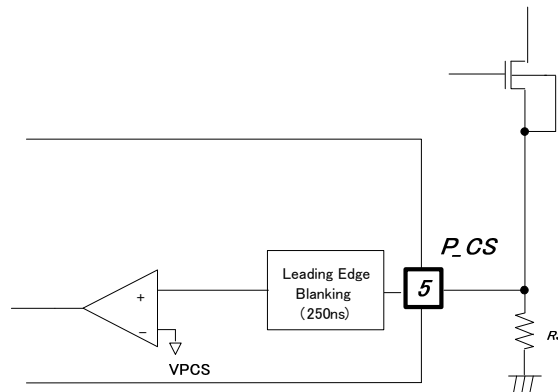 P_CS
5
Leading Edge
Blanking
(250ns)
+
−
VPCS